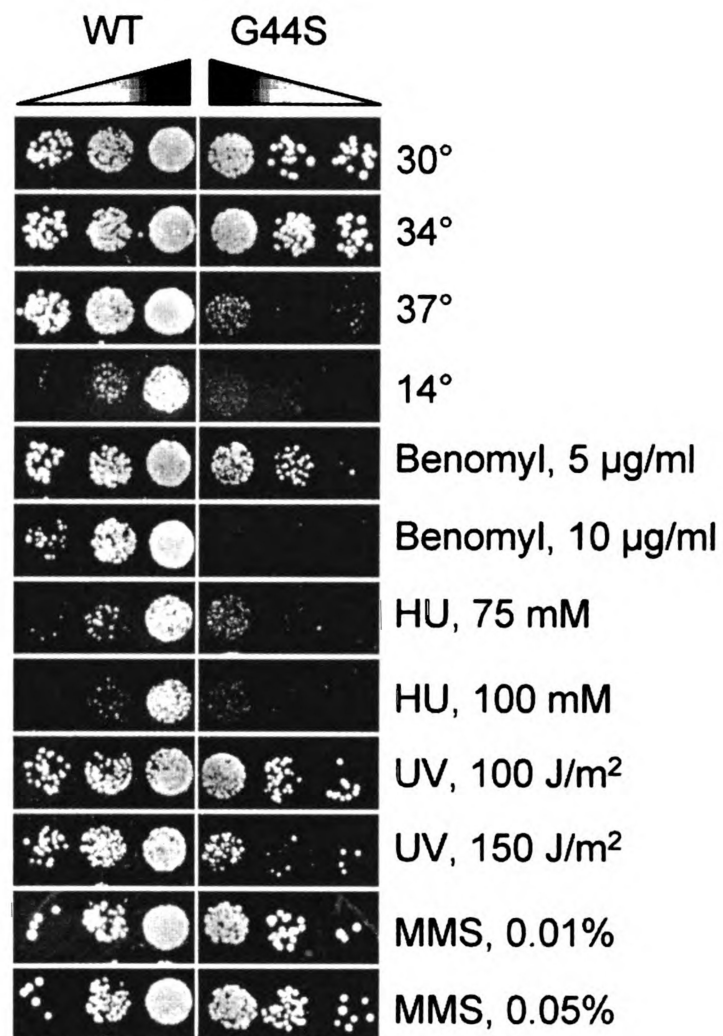 WT G44S
30°
34°
37°
14°
Benomyl, 5 µg/ml
Benomyl, 10 µg/ml
HU, 75 mM
HU, 100 mM
UV, 100 J/m²
UV, 150 J/m²
MMS, 0.01%
MMS, 0.05%